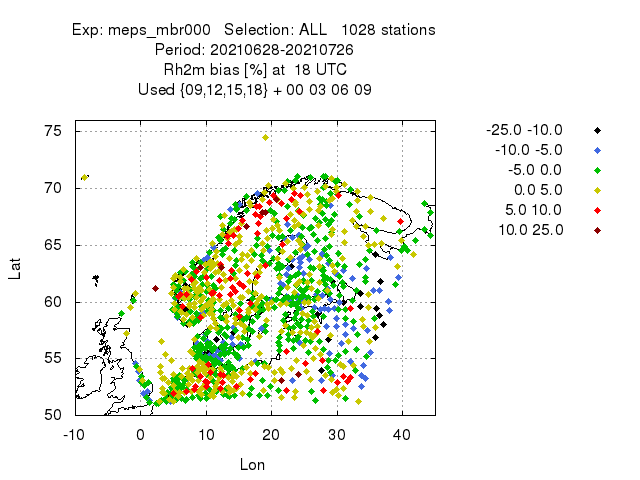 Exp: meps_mbr000   Selection: ALL   1028 stations
Period: 20210628-20210726
Rh2m bias [%] at  18 UTC
Used {09,12,15,18} + 00 03 06 09
75
70
65
60
55
50
Lat
-10 0 10 20 30 40
Lon
-25.0 -10.0
-10.0 -5.0
-5.0 0.0
0.0 5.0
5.0 10.0
10.0 25.0